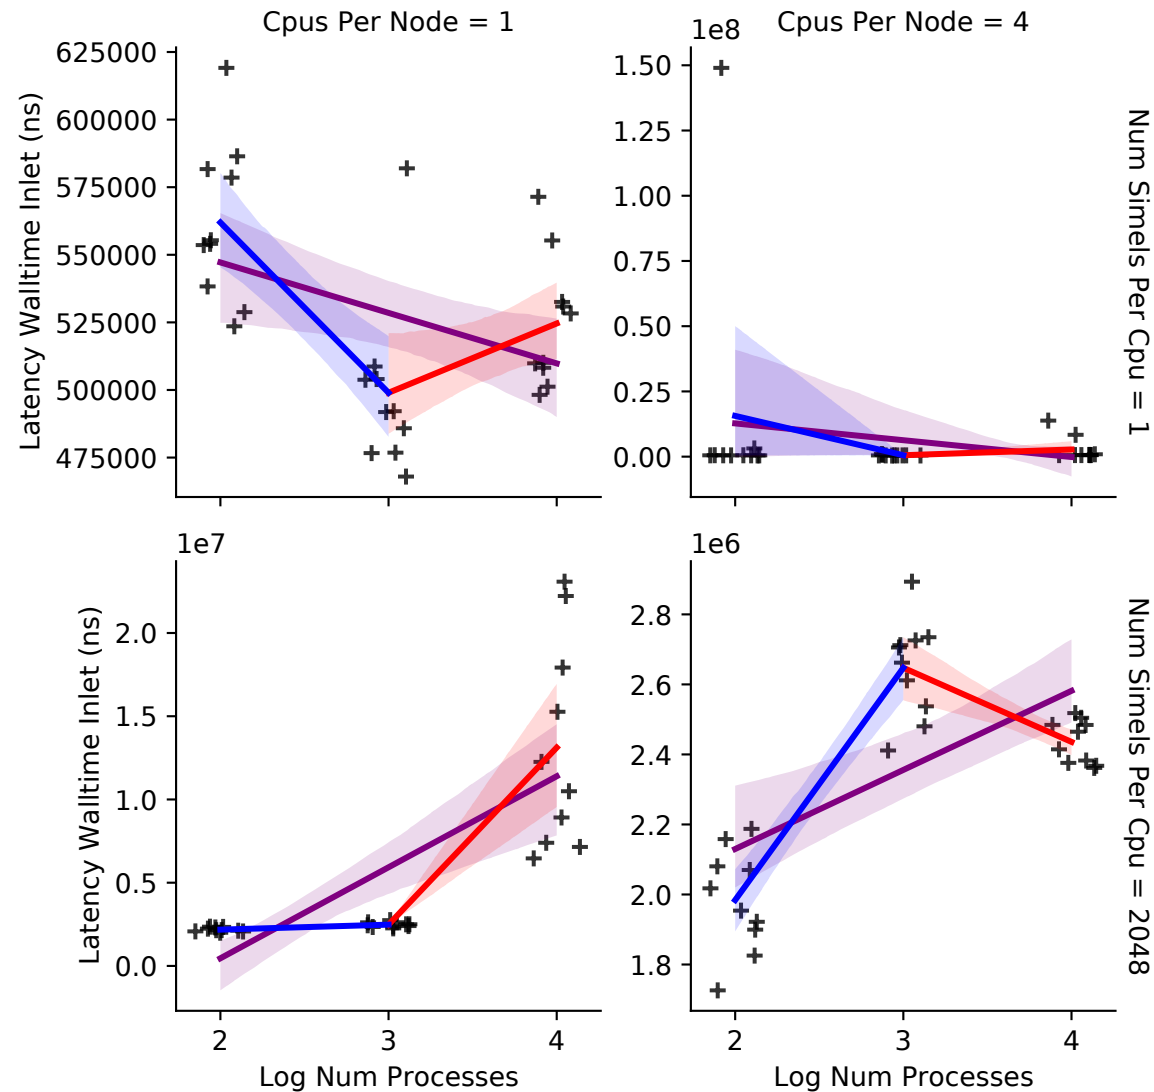 Cpus Per Node = 1
Cpus Per Node = 4
1e8
625000
600000
575000
550000
525000
500000
475000
Latency Walltime Inlet (ns)
1.50
1.25
1.00
0.75
0.50
0.25
0.00
Num Simels Per Cpu = 1
1e7
2.0
1.5
1.0
0.5
0.0
Latency Walltime Inlet (ns)
2
3
4
Log Num Processes
1e6
2.8
2.6
2.4
2.2
2.0
1.8
2
3
4
Log Num Processes
Num Simels Per Cpu = 2048